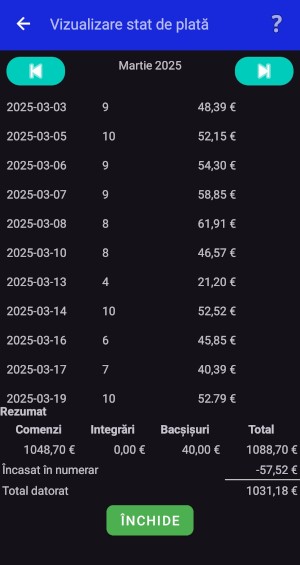 Vizualizare stat de plată ?
Martie 2025
2025-03-03 9 48,39 €
2025-03-05 10 52,15 €
2025-03-06 9 54,30 €
2025-03-07 9 58,85 €
2025-03-08 8 61,91 €
2025-03-10 8 46,57 €
2025-03-13 4 21,20 €
2025-03-14 10 52,52 €
2025-03-16 6 45,85 €
2025-03-17 7 40,39 €
2025-03-19 10 52.79 €
Rezumat
Comenzi Integrări Bacșișuri Total
1048,70 € 0,00 € 40,00 € 1088,70 €
Încasat în numerar -57,52 €
Total datorat 1031,18 €
ÎNCHIDE